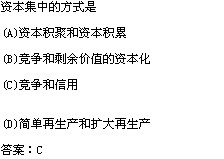 资本集中的方式是
(A)资本积聚和资本积累
(B)竞争和剩余价值的资本化
(C)竞争和信用
(D)简单再生产和扩大再生产
答案：C